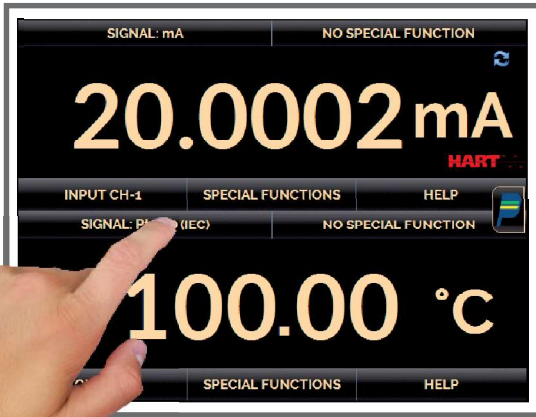 SIGNAL: mA NO SPECIAL FUNCTION
20.0002 mA
HART
INPUT CH-1 SPECIAL FUNCTIONS HELP
SIGNAL: (IEC) NO SPECIAL FUNCTION
100.00 °C
SPECIAL FUNCTIONS HELP